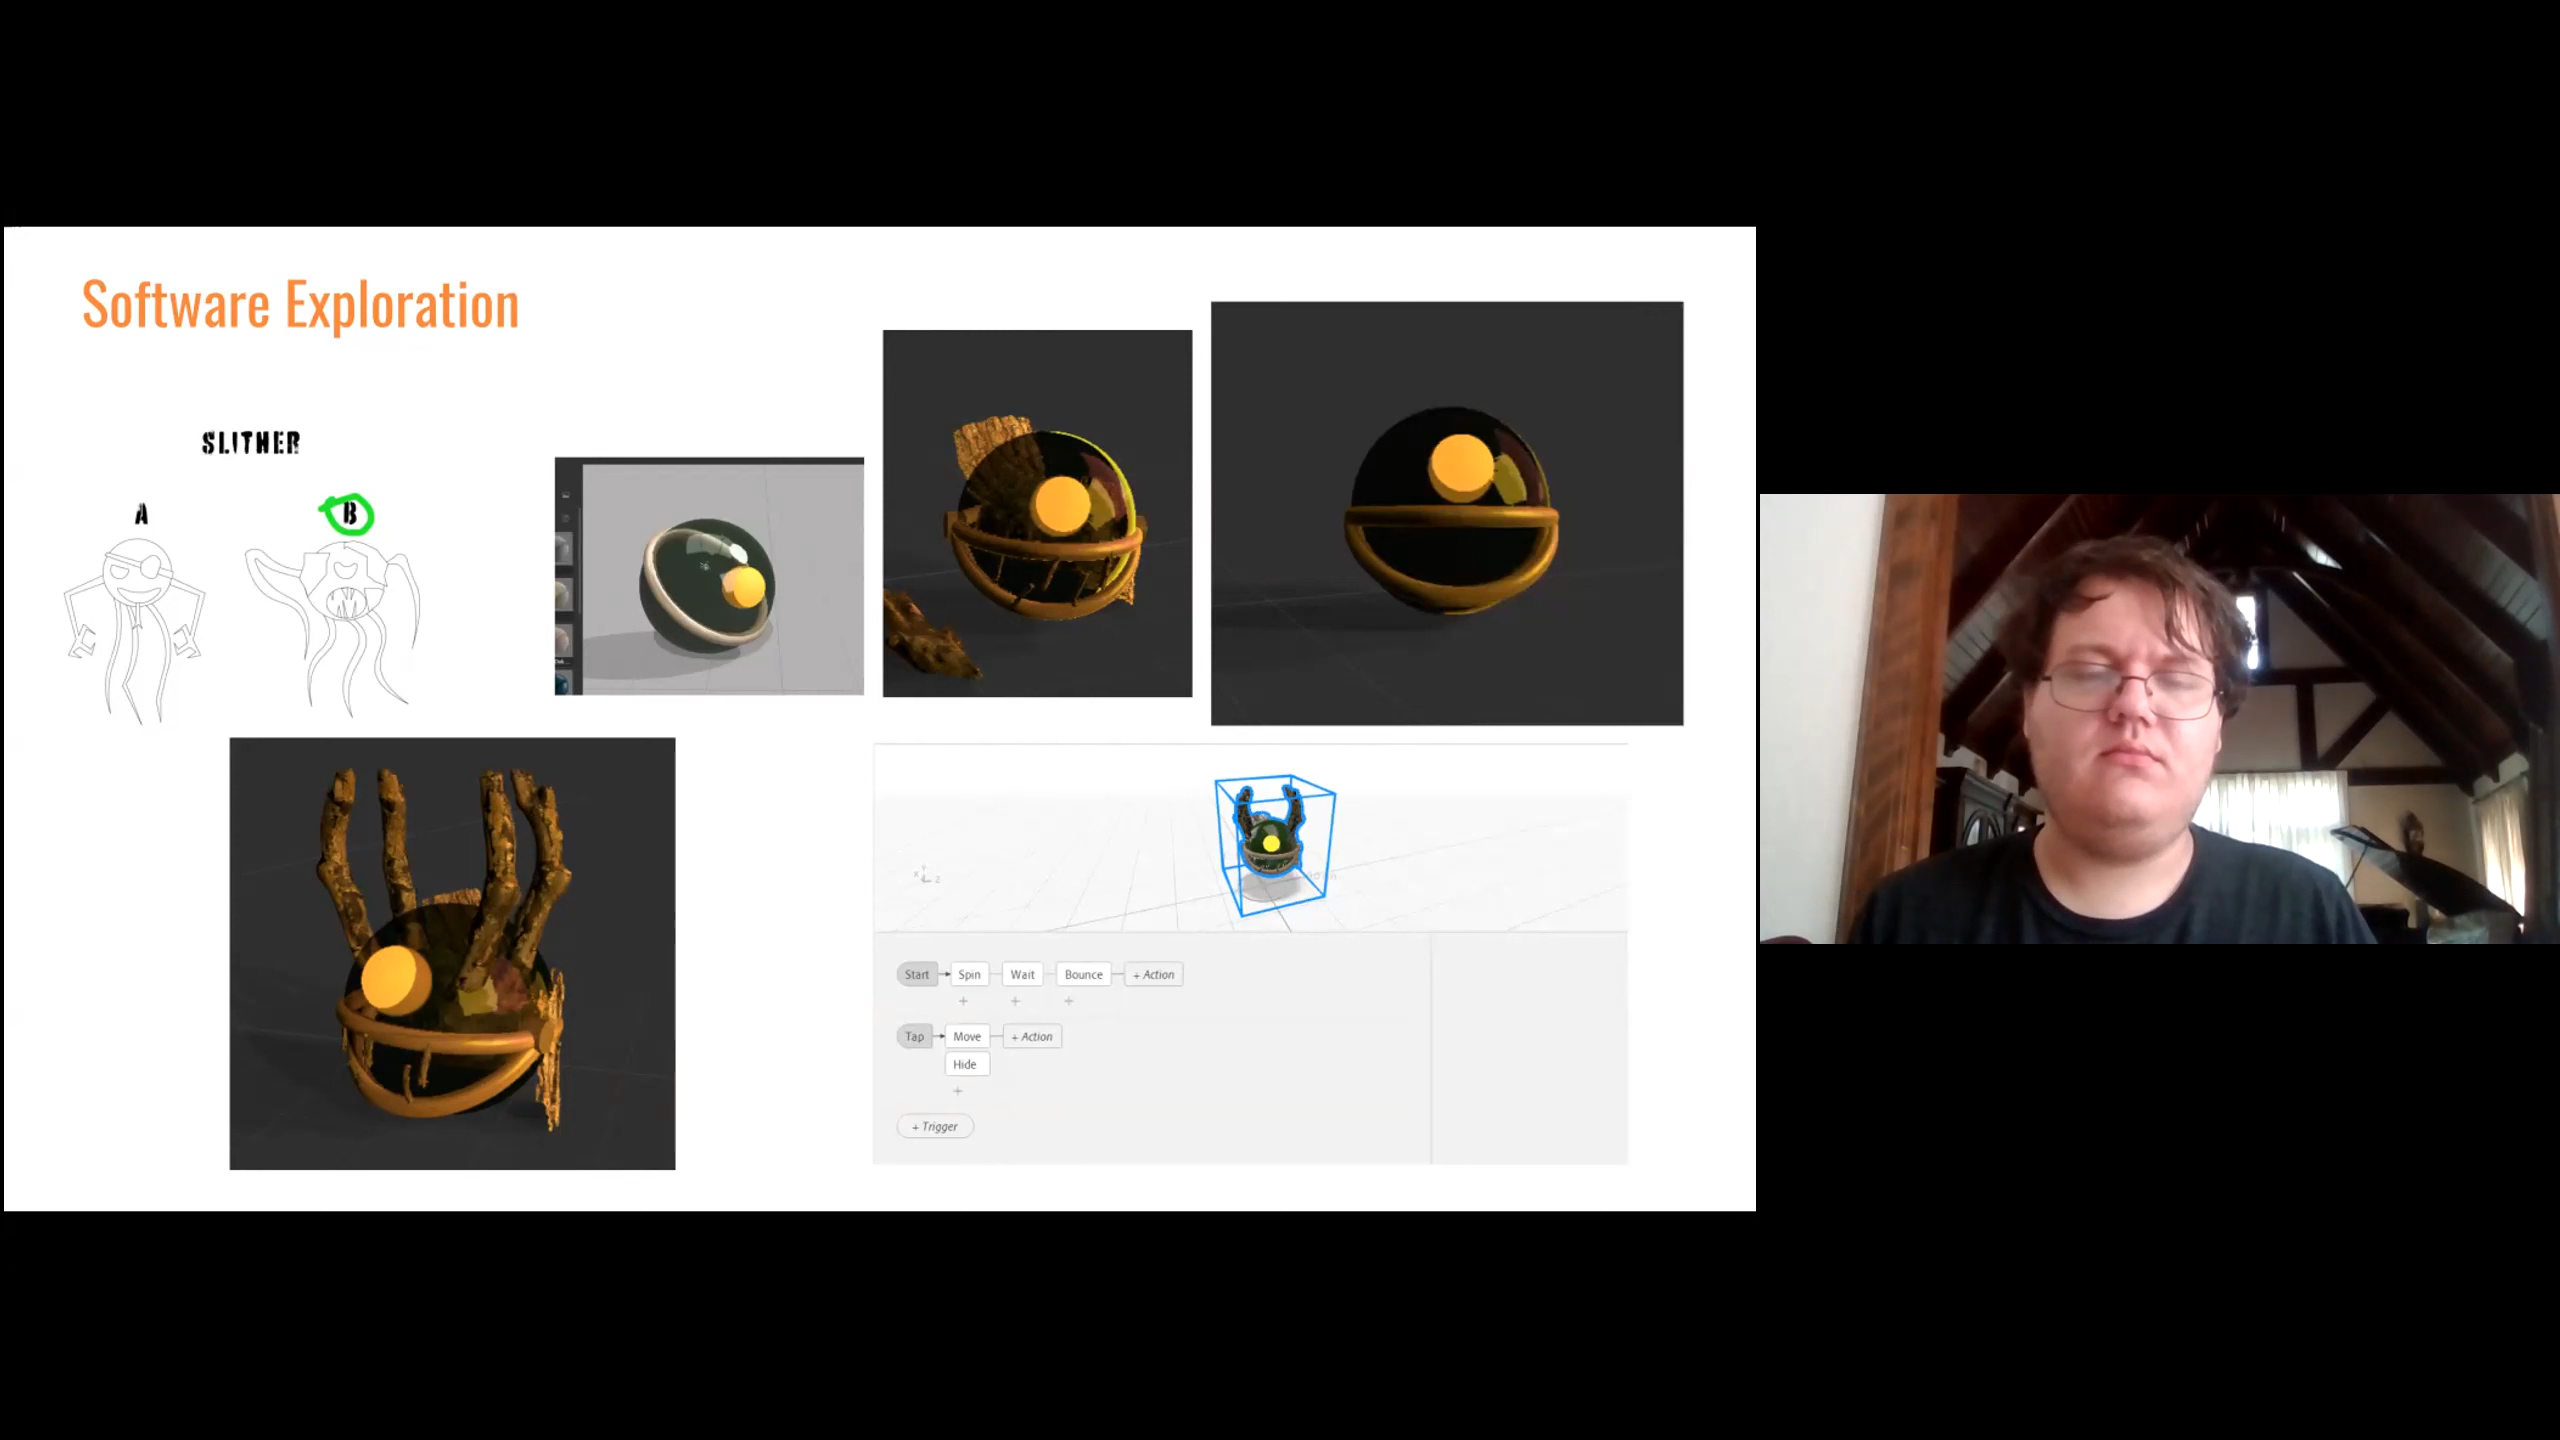 Software Exploration
SLITHER
A
B
Start Spin Wait Bounce + Action
+ + +
Tap Move + Action
Hide
+
+ Trigger